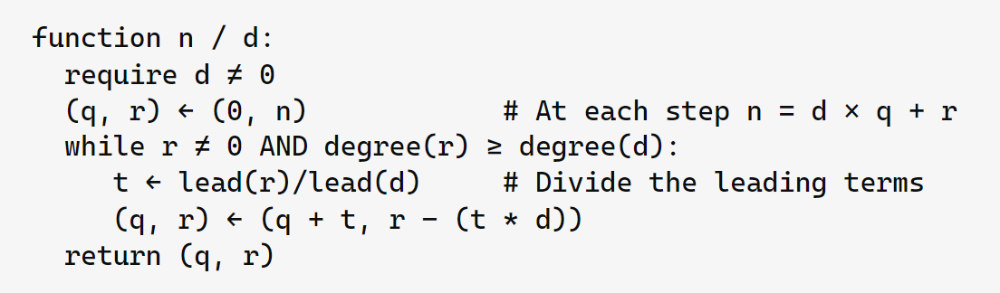 function n / d:
  require d ≠ 0
  (q, r) ← (0, n)            # At each step n = d × q + r
  while r ≠ 0 AND degree(r) ≥ degree(d):
     t ← lead(r)/lead(d)     # Divide the leading terms
     (q, r) ← (q + t, r − (t * d))
  return (q, r)